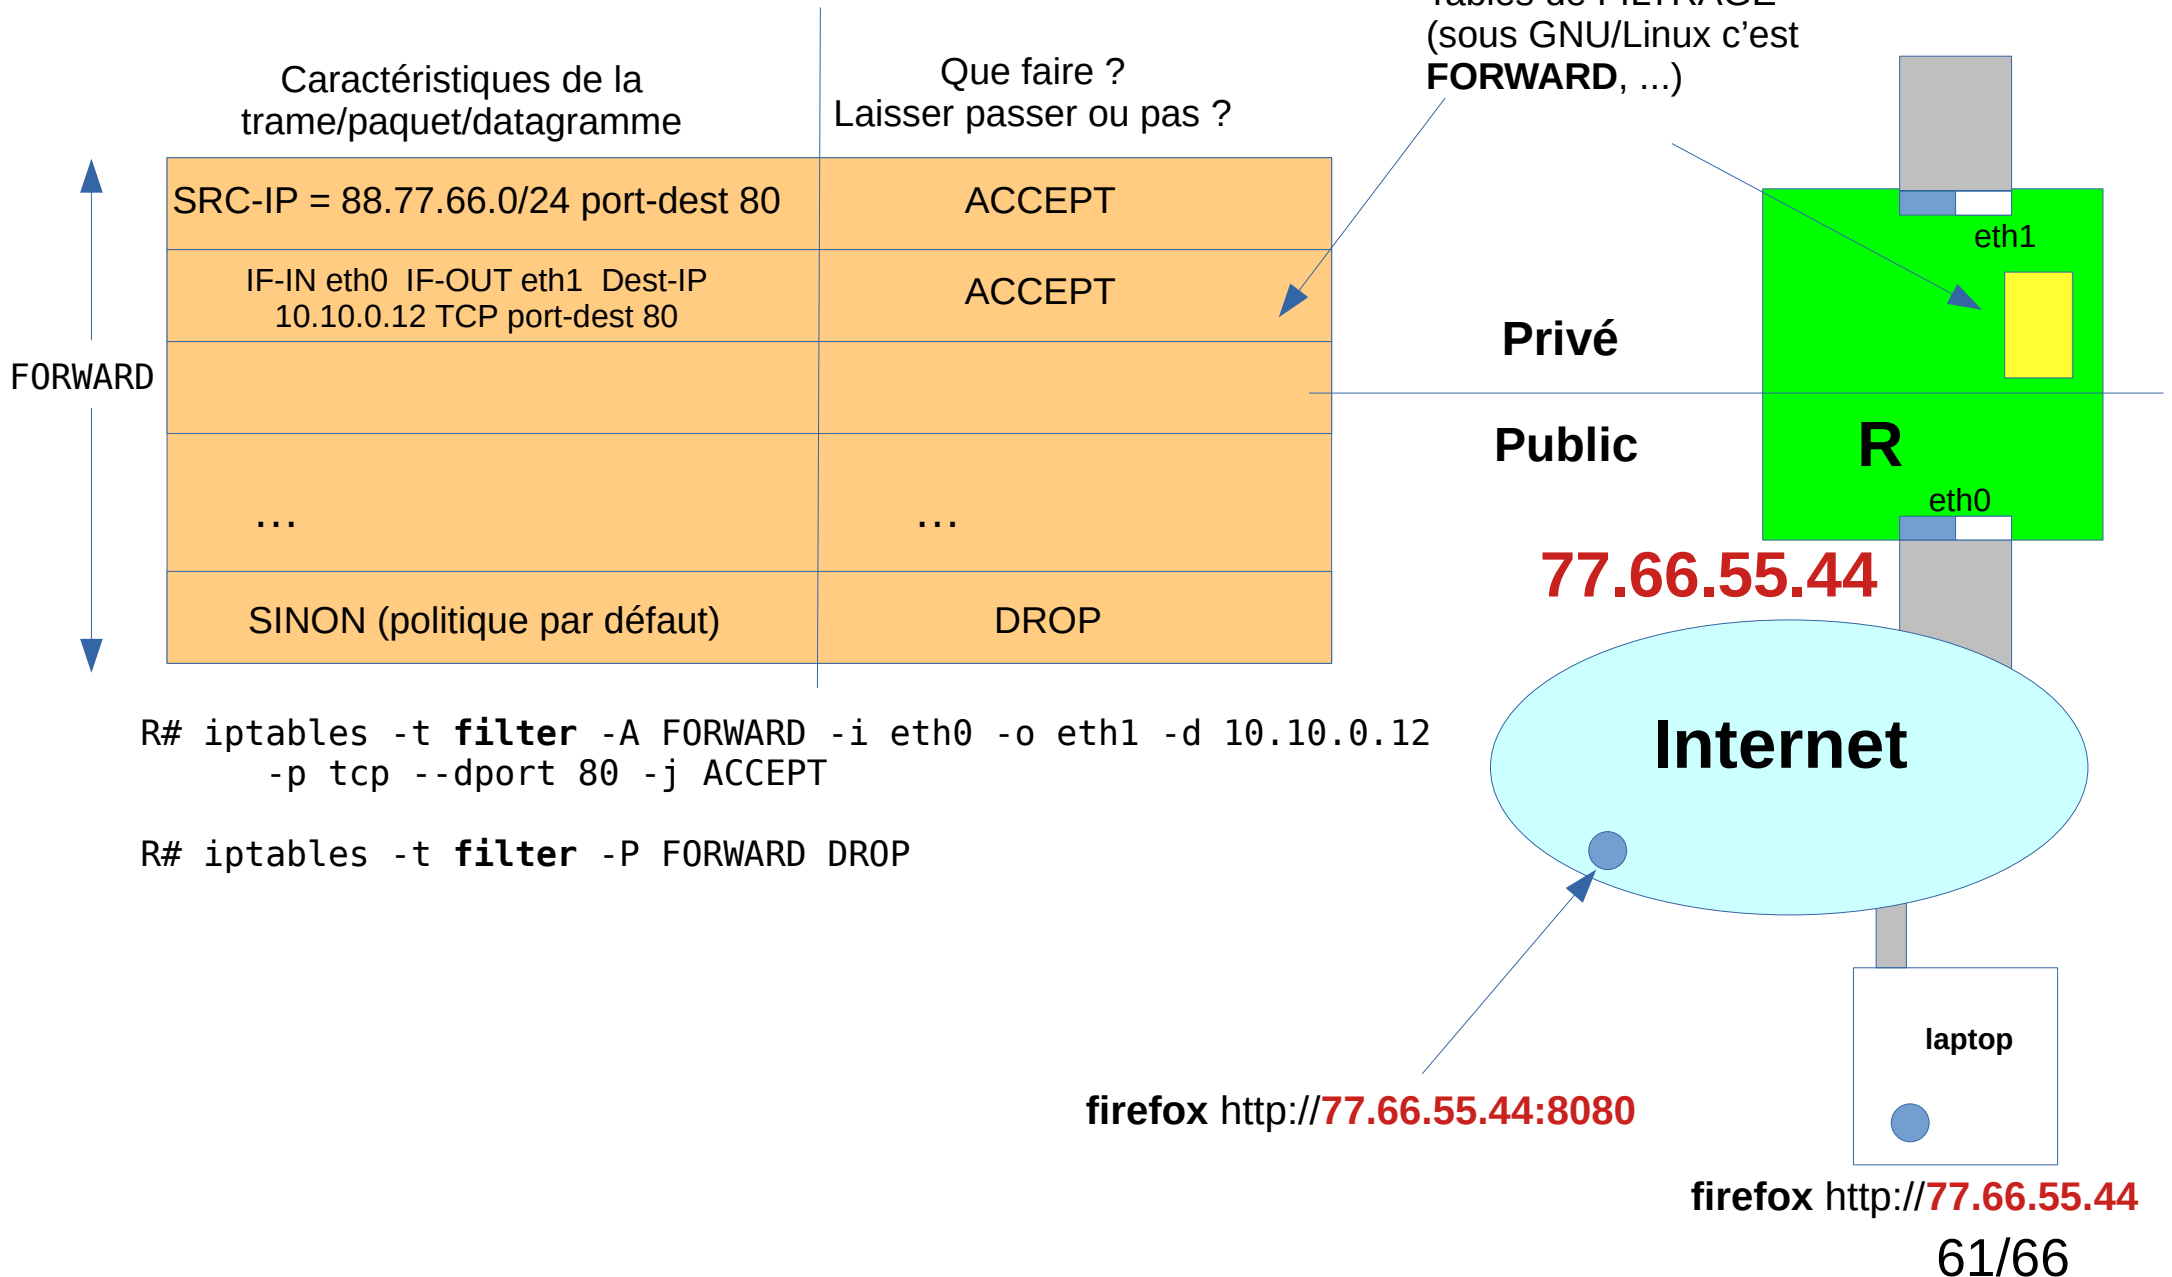 Tables de FILTRAGE
(sous GNU/Linux c’est
FORWARD, ...)
Caractéristiques de la
trame/paquet/datagramme
Que faire ?
Laisser passer ou pas ?
SRC-IP = 88.77.66.0/24 port-dest 80
ACCEPT
IF-IN eth0  IF-OUT eth1  Dest-IP
10.10.0.12 TCP port-dest 80
ACCEPT
FORWARD
...
...
SINON (politique par défaut)
DROP
eth1
Privé
Public
R
eth0
77.66.55.44
R# iptables -t filter -A FORWARD -i eth0 -o eth1 -d 10.10.0.12
-p tcp --dport 80 -j ACCEPT
R# iptables -t filter -P FORWARD DROP
Internet
laptop
firefox http://77.66.55.44:8080
firefox http://77.66.55.44
61/66